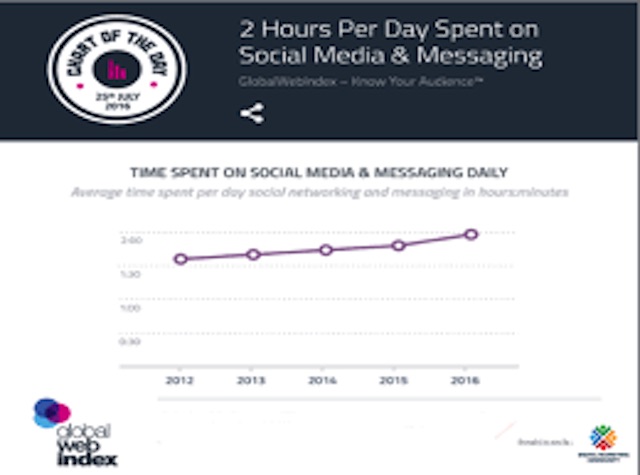 CHART OF THE DAY
25th JULY
2016
2 Hours Per Day Spent on
Social Media & Messaging
GlobalWebIndex – Know Your Audience™
TIME SPENT ON SOCIAL MEDIA & MESSAGING DAILY
Average time spent per day social networking and messaging in hours:minutes
2:00
1:30
1:00
0:30
2012 2013 2014 2015 2016
global
web
index